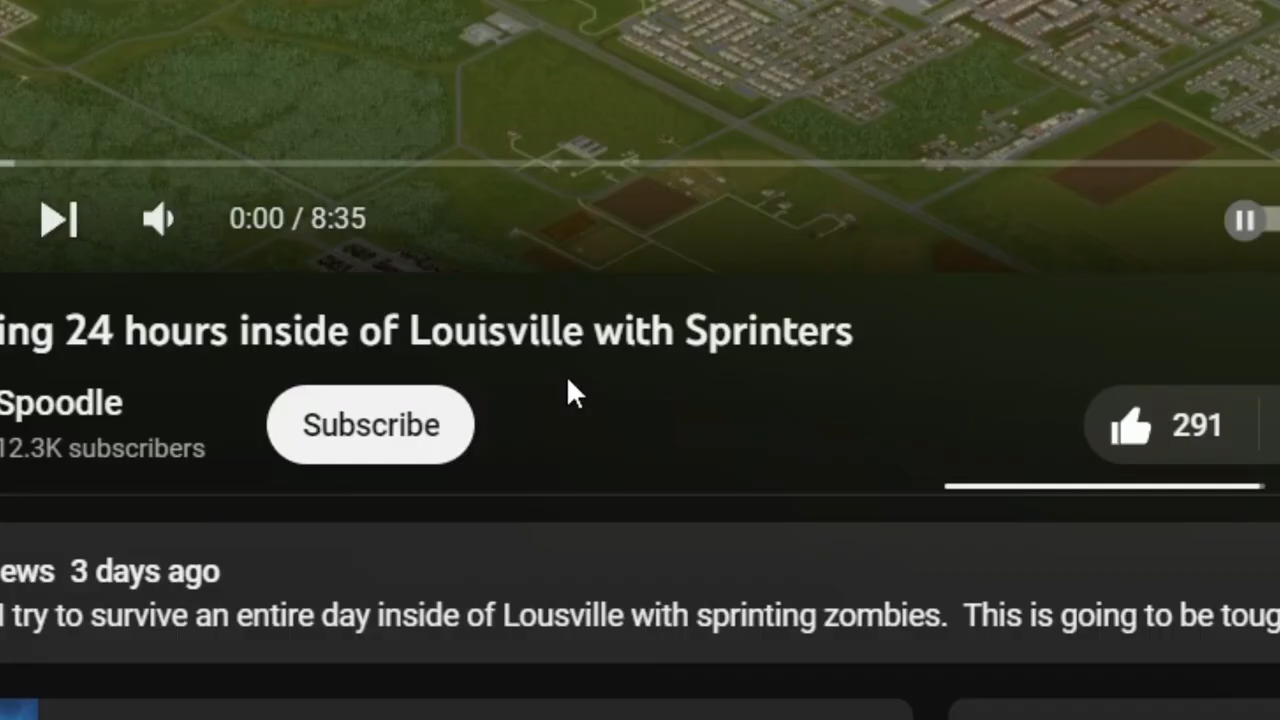 0:00 / 8:35
ing 24 hours inside of Louisville with Sprinters
Spoodle
12.3K subscribers
Subscribe
291
ews 3 days ago
I try to survive an entire day inside of Lousville with sprinting zombies. This is going to be toug